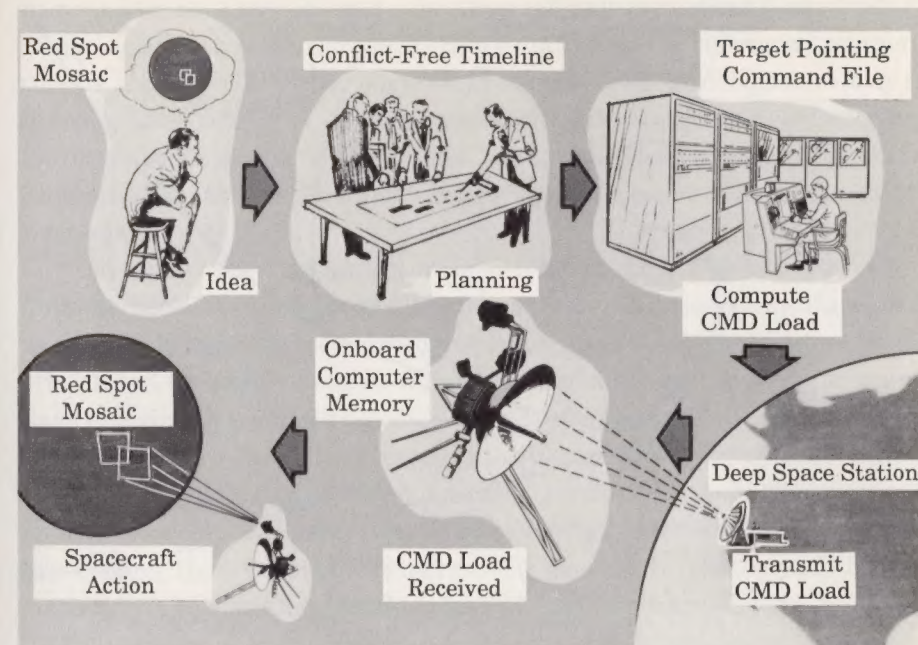 Red Spot
Mosaic
Idea
Conflict-Free Timeline
Planning
Target Pointing
Command File
Compute
CMD Load
Deep Space Station
Transmit
CMD Load
Onboard
Computer
Memory
CMD Load
Received
Red Spot
Mosaic
Spacecraft
Action